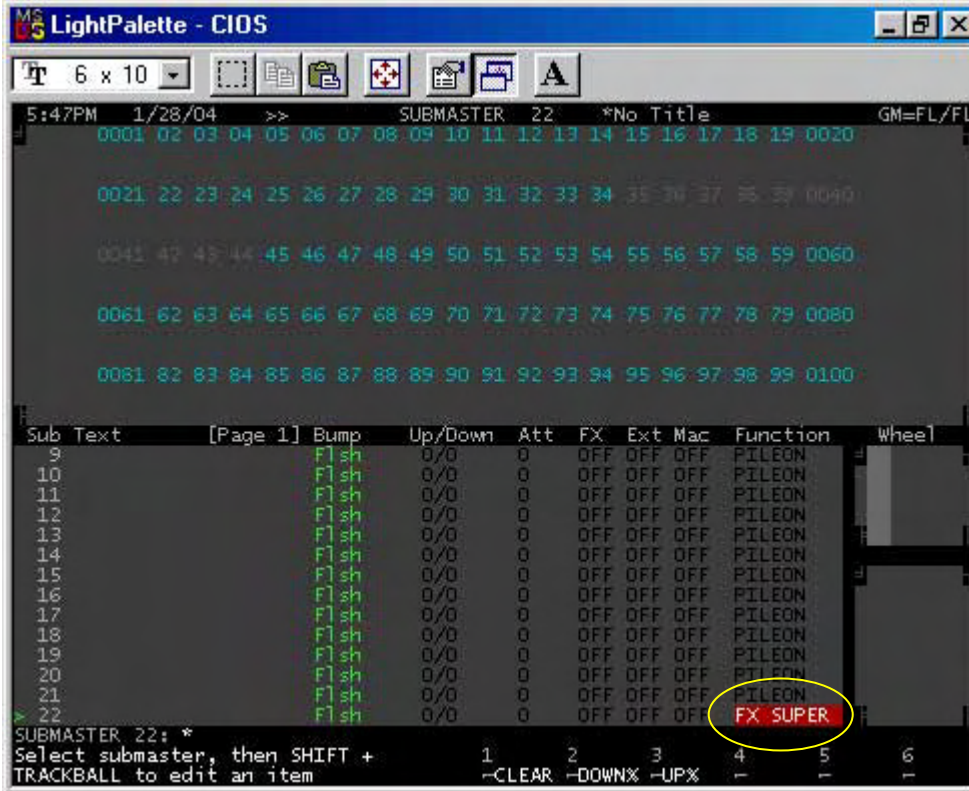 LightPalette - CIOS
6 x 10
A
5:47PM 1/28/04 >> SUBMASTER 22 *No Title GM=FL/FL
0001 02 03 04 05 06 07 08 09 10 11 12 13 14 15 16 17 18 19 0020
0021 22 23 24 25 26 27 28 29 30 31 32 33 34 35 36 37 38 39 0040
0041 42 43 44 45 46 47 48 49 50 51 52 53 54 55 56 57 58 59 0060
0061 62 63 64 65 66 67 68 69 70 71 72 73 74 75 76 77 78 79 0080
0081 82 83 84 85 86 87 88 89 90 91 92 93 94 95 96 97 98 99 0100
Sub Text [Page 1] Bump Up/Down Att FX Ext Mac Function Wheel
9 Flsh 0/0 0 OFF OFF OFF PILEON
10 Flsh 0/0 0 OFF OFF OFF PILEON
11 Flsh 0/0 0 OFF OFF OFF PILEON
12 Flsh 0/0 0 OFF OFF OFF PILEON
13 Flsh 0/0 0 OFF OFF OFF PILEON
14 Flsh 0/0 0 OFF OFF OFF PILEON
15 Flsh 0/0 0 OFF OFF OFF PILEON
16 Flsh 0/0 0 OFF OFF OFF PILEON
17 Flsh 0/0 0 OFF OFF OFF PILEON
18 Flsh 0/0 0 OFF OFF OFF PILEON
19 Flsh 0/0 0 OFF OFF OFF PILEON
20 Flsh 0/0 0 OFF OFF OFF PILEON
21 Flsh 0/0 0 OFF OFF OFF PILEON
> 22 Flsh 0/0 0 OFF OFF OFF FX SUPER
SUBMASTER 22: *
Select submaster, then SHIFT + 1 2 3 4 5 6
TRACKBALL to edit an item CLEAR DOWN% UP%